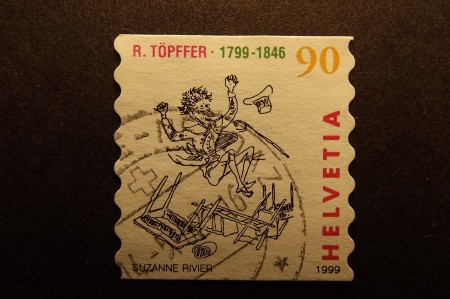 R. TÖPFFER · 1799-1846
90
HELVETIA
SUZANNE RIVIER
1999